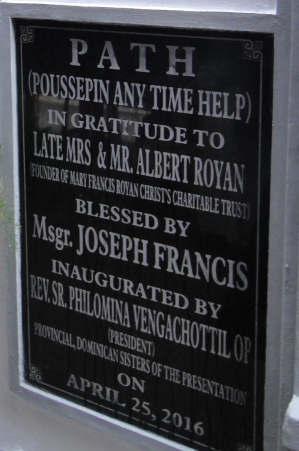 PATH
(POUSSEPIN ANY TIME HELP)
IN GRATITUDE TO
LATE MRS & MR. ALBERT ROYAN
(FOUNDER OF MARY FRANCIS ROYAN CHRIST'S CHARITABLE TRUST)
BLESSED BY
Msgr. JOSEPH FRANCIS
INAUGURATED BY
REV. SR. PHILOMINA VENGACHOTTIL OP
(PRESIDENT)
PROVINCIAL, DOMINICAN SISTERS OF THE PRESENTATION
ON
APRIL 25, 2016